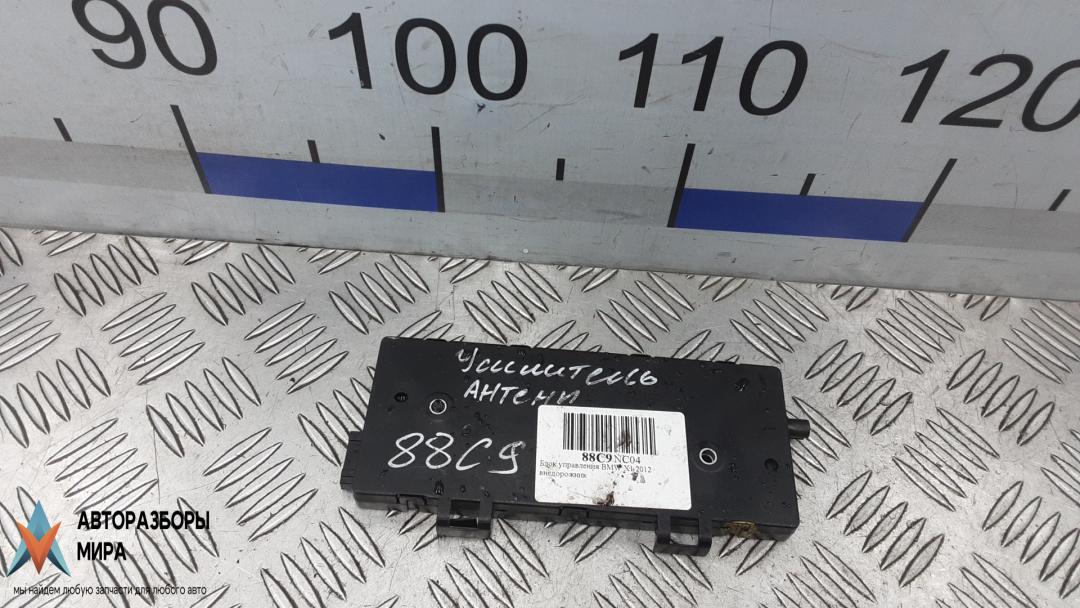 90 100 110 120
Усилитель
АНТенн
88C9
88C9NC04
Блок управления BMW X1 2012
внедорожник
АВТОРАЗБОРЫ
МИРА
мы найдем любую запчасти для любого авто